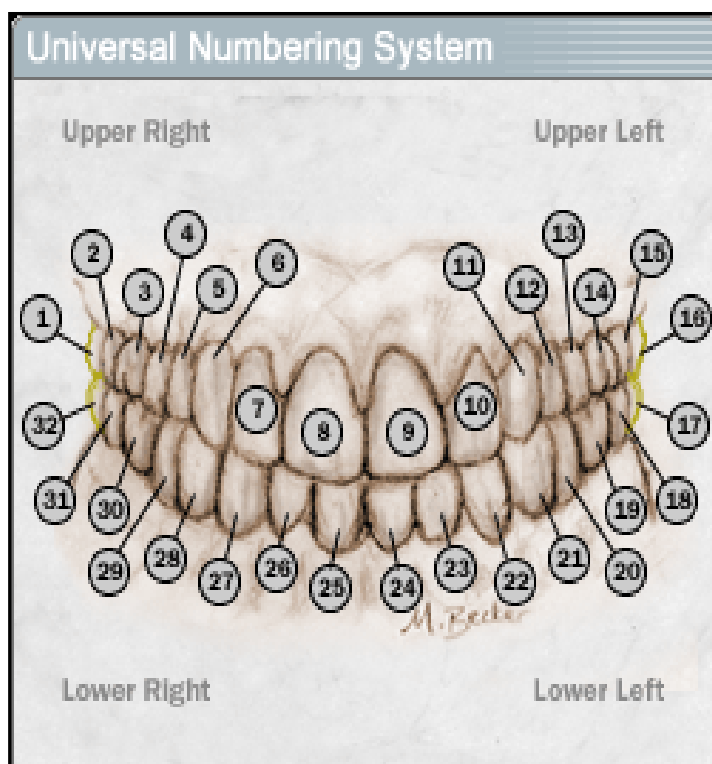 Universal Numbering System
Upper Right Upper Left
1 2 3 4 5 6 7 8 9 10 11 12 13 14 15 16
32 31 30 29 28 27 26 25 24 23 22 21 20 19 18 17
M. Becker
Lower Right Lower Left